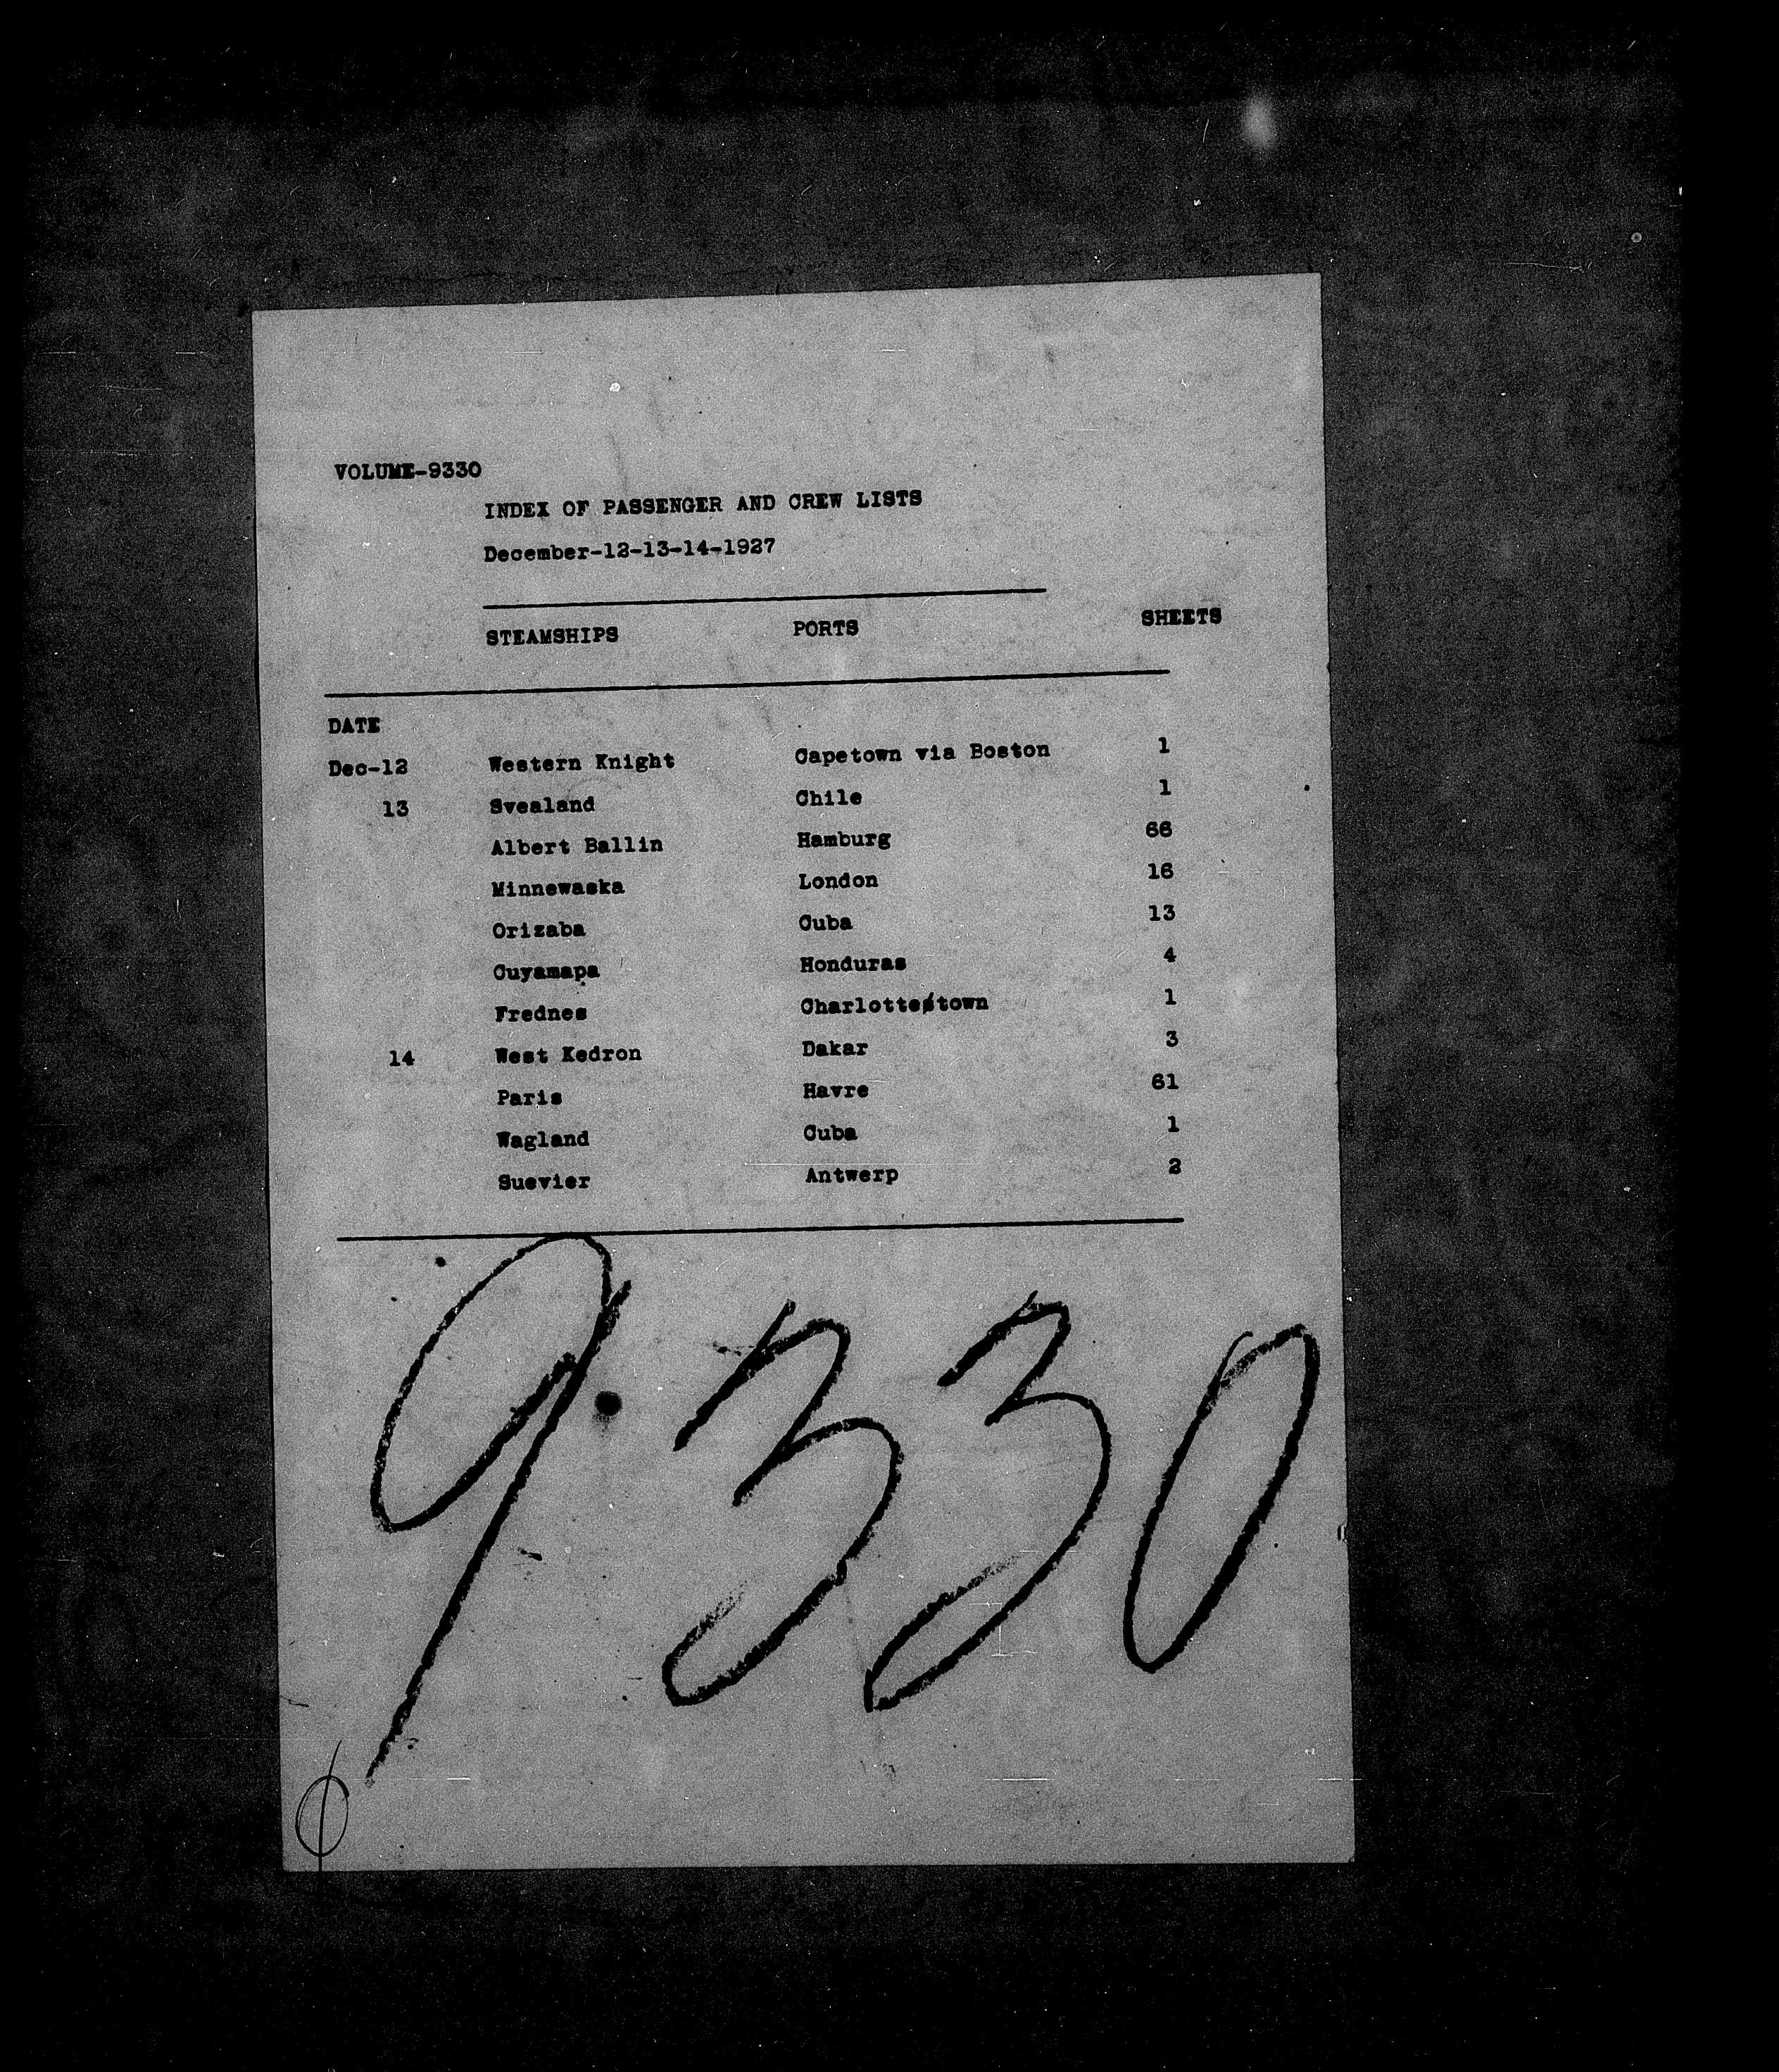 VOLUME-9330
INDEX OF PASSENGER AND CREW LISTS
December-12-13-14-1927
STEAMSHIPS PORTS SHEETS
DATE
Dec-12 Western Knight Capetown via Boston 1
13 Svealand Chile 1
Albert Ballin Hamburg 66
Minnewaska London 16
Orizaba Cuba 13
Cuyamapa Honduras 4
Frednes Charlottestown 1
14 West Kedron Dakar 3
Paris Havre 61
Wagland Cuba 1
Suevier Antwerp 2
9330